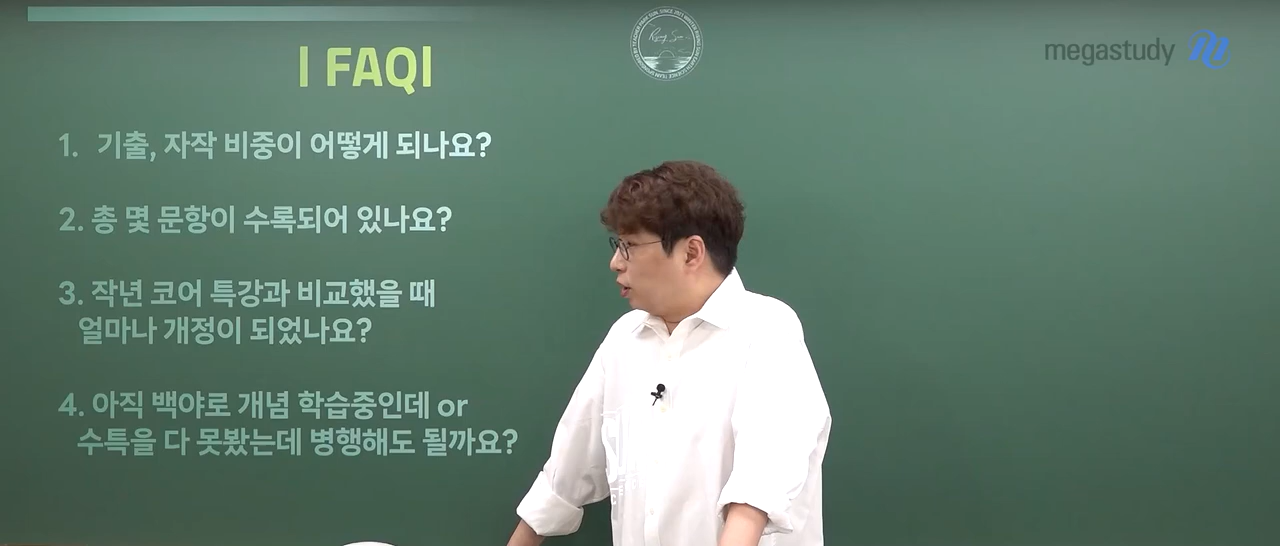 | FAQ|
megastudy
1. 기출, 자작 비중이 어떻게 되나요?
2. 총 몇 문항이 수록되어 있나요?
3. 작년 코어 특강과 비교했을 때
얼마나 개정이 되었나요?
4. 아직 백야로 개념 학습중인데 or
수특을 다 못봤는데 병행해도 될까요?